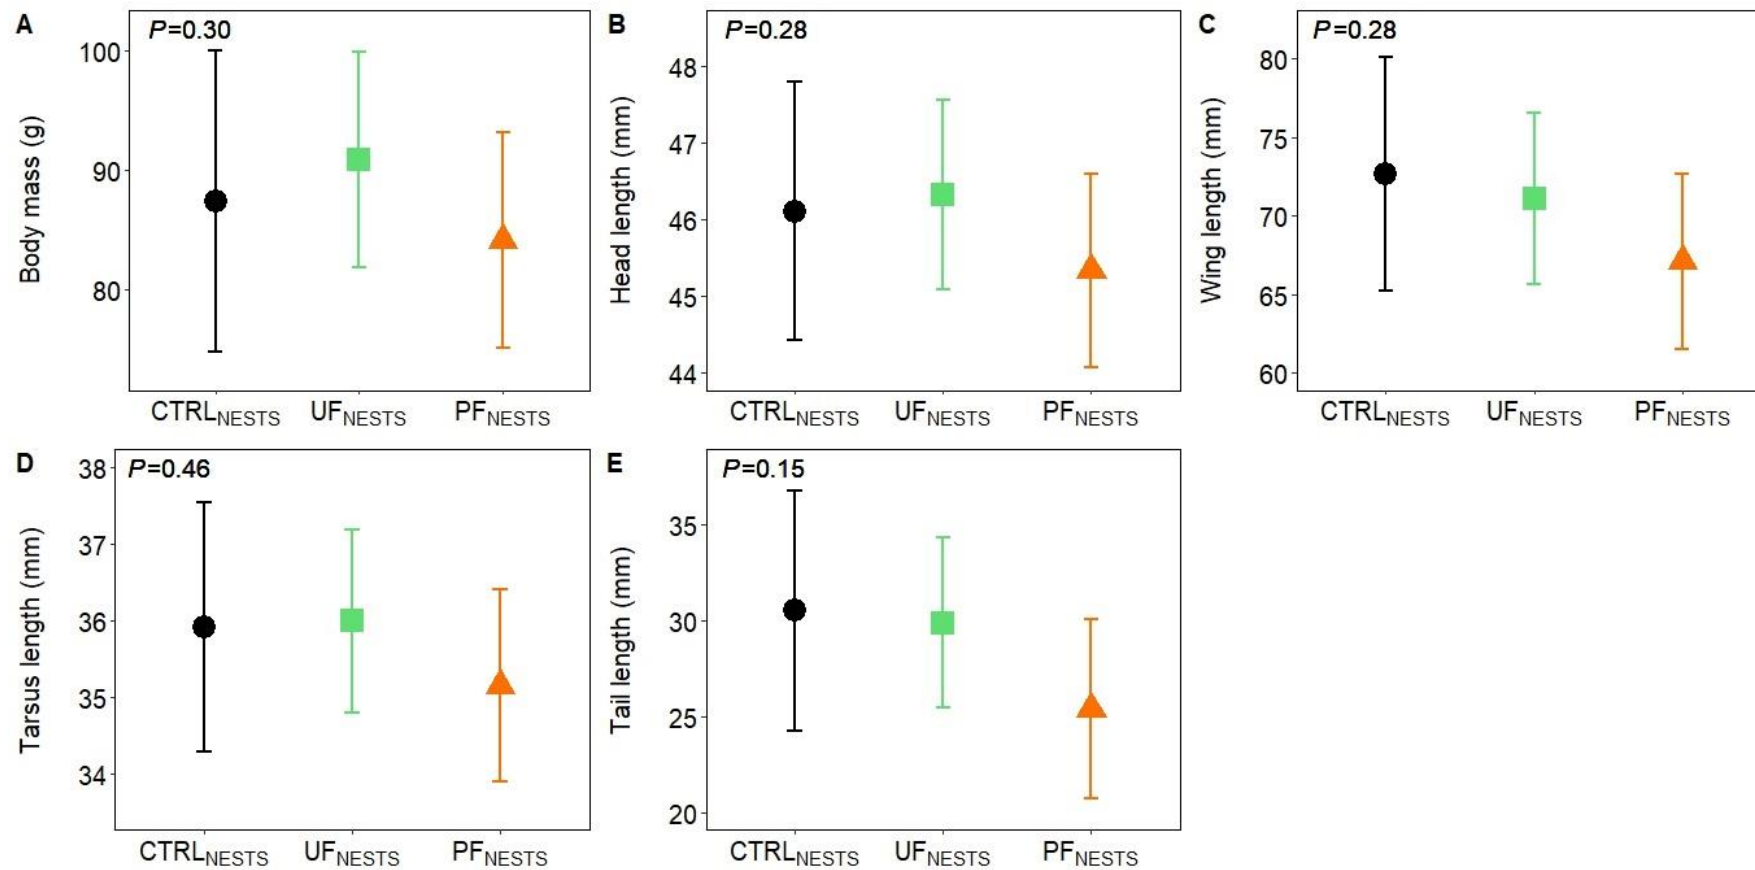 A
P=0.30
Body mass (g)
100
90
80
CTRLNESTS UFNESTS PFNESTS
B
P=0.28
Head length (mm)
48
47
46
45
44
CTRLNESTS UFNESTS PFNESTS
C
P=0.28
Wing length (mm)
80
75
70
65
60
CTRLNESTS UFNESTS PFNESTS
D
P=0.46
Tarsus length (mm)
38
37
36
35
34
CTRLNESTS UFNESTS PFNESTS
E
P=0.15
Tail length (mm)
35
30
25
20
CTRLNESTS UFNESTS PFNESTS